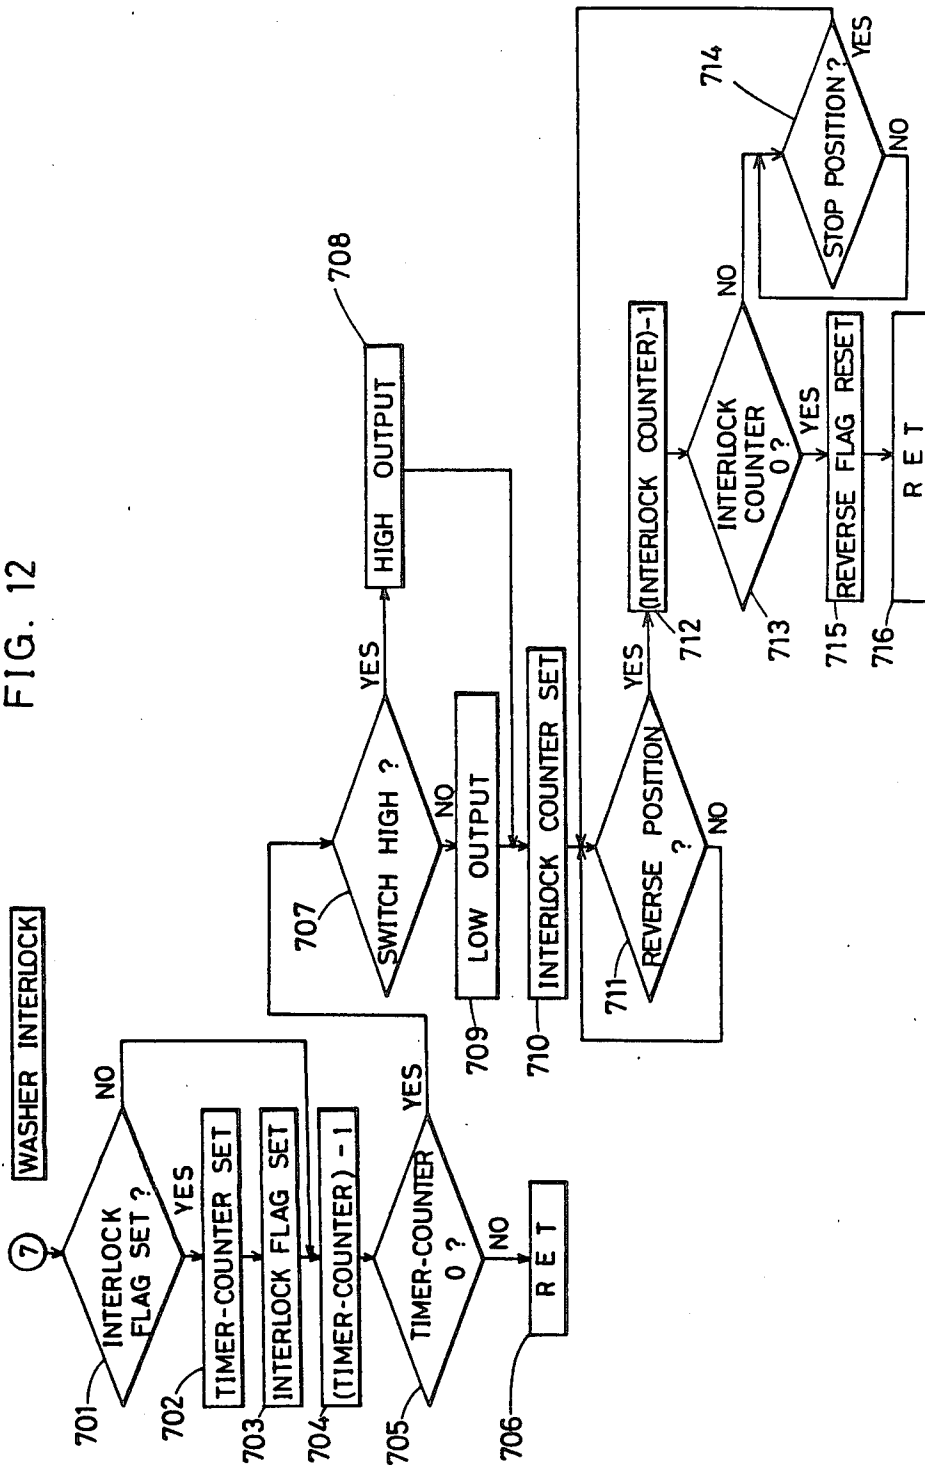 FIG. 12
WASHER INTERLOCK
7
701
INTERLOCK
FLAG SET ?
NO
YES
702
TIMER-COUNTER SET
703
INTERLOCK FLAG SET
704
(TIMER-COUNTER) - 1
705
TIMER-COUNTER
0 ?
YES
NO
706
R E T
707
SWITCH HIGH ?
YES
NO
708
HIGH OUTPUT
709
LOW OUTPUT
710
INTERLOCK COUNTER SET
711
REVERSE POSITION
?
YES
NO
712
(INTERLOCK COUNTER)-1
713
INTERLOCK
COUNTER
0 ?
NO
YES
714
STOP POSITION ?
YES
NO
715
REVERSE FLAG RESET
716
R E T